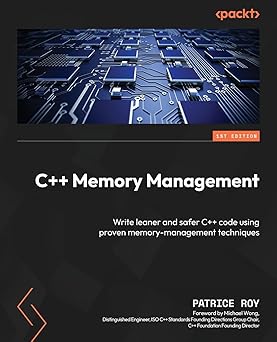 <packt>
1ST EDITION
C++ Memory Management
Write leaner and safer C++ code using
proven memory-management techniques
PATRICE ROY
Foreword by Michael Wong,
Distinguished Engineer, ISO C++ Standards Founding Directions Group Chair,
C++ Foundation Founding Director